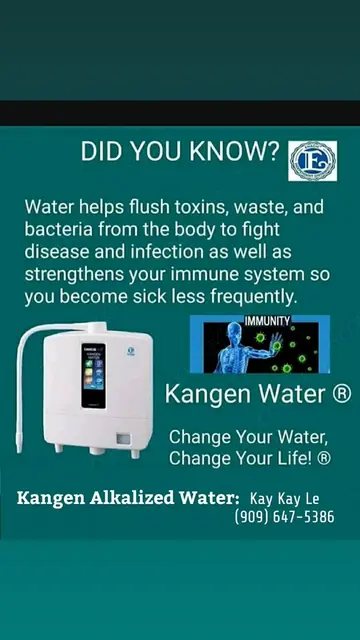 DID YOU KNOW?
E
Water helps flush toxins, waste, and
bacteria from the body to fight
disease and infection as well as
strengthens your immune system so
you become sick less frequently.
IMMUNITY
Kangen Water ®
Change Your Water,
Change Your Life! ®
Kangen Alkalized Water: Kay Kay Le
(909) 647-5386